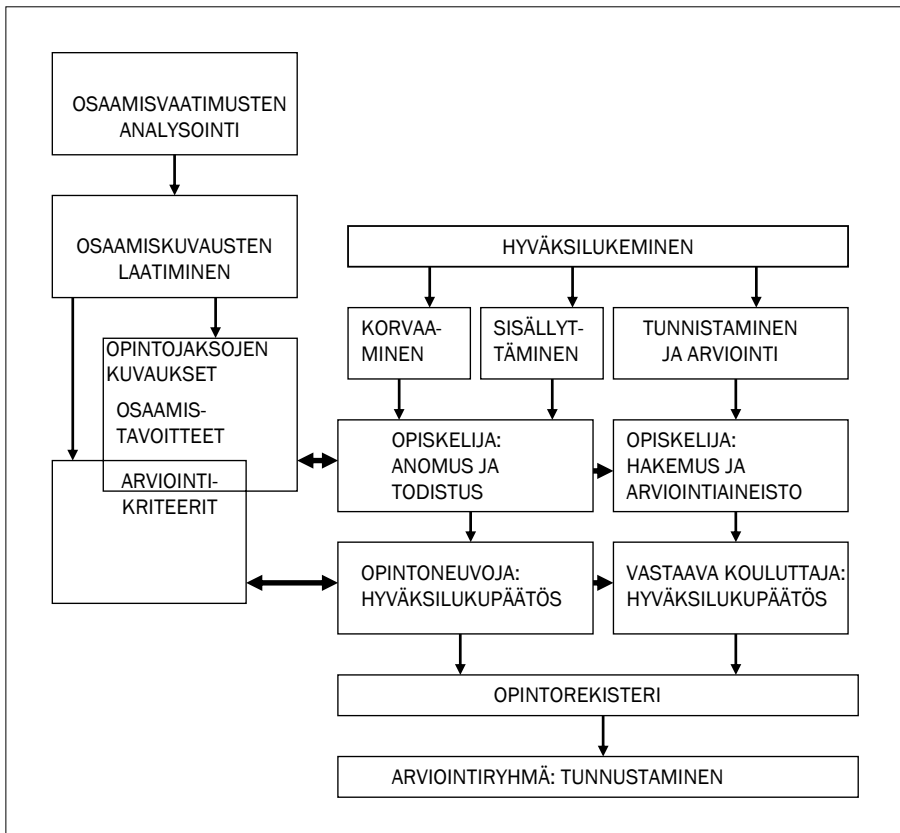 OSAAMISVAATIMUSTEN
ANALYSOINTI
OSAAMISKUVAUSTEN
LAATIMINEN
HYVÄKSILUKEMINEN
KORVAA-
MINEN
SISÄLLYT-
TÄMINEN
TUNNISTAMINEN
JA ARVIOINTI
OPINTOJAKSOJEN
KUVAUKSET
OSAAMIS-
TAVOITTEET
ARVIOINTI-
KRITEERIT
OPISKELIJA:
ANOMUS JA
TODISTUS
OPISKELIJA:
HAKEMUS JA
ARVIOINTIAINEISTO
OPINTONEUVOJA:
HYVÄKSILUKUPÄÄTÖS
VASTAAVA KOULUTTAJA:
HYVÄKSILUKUPÄÄTÖS
OPINTOREKISTERI
ARVIOINTIRYHMÄ: TUNNUSTAMINEN